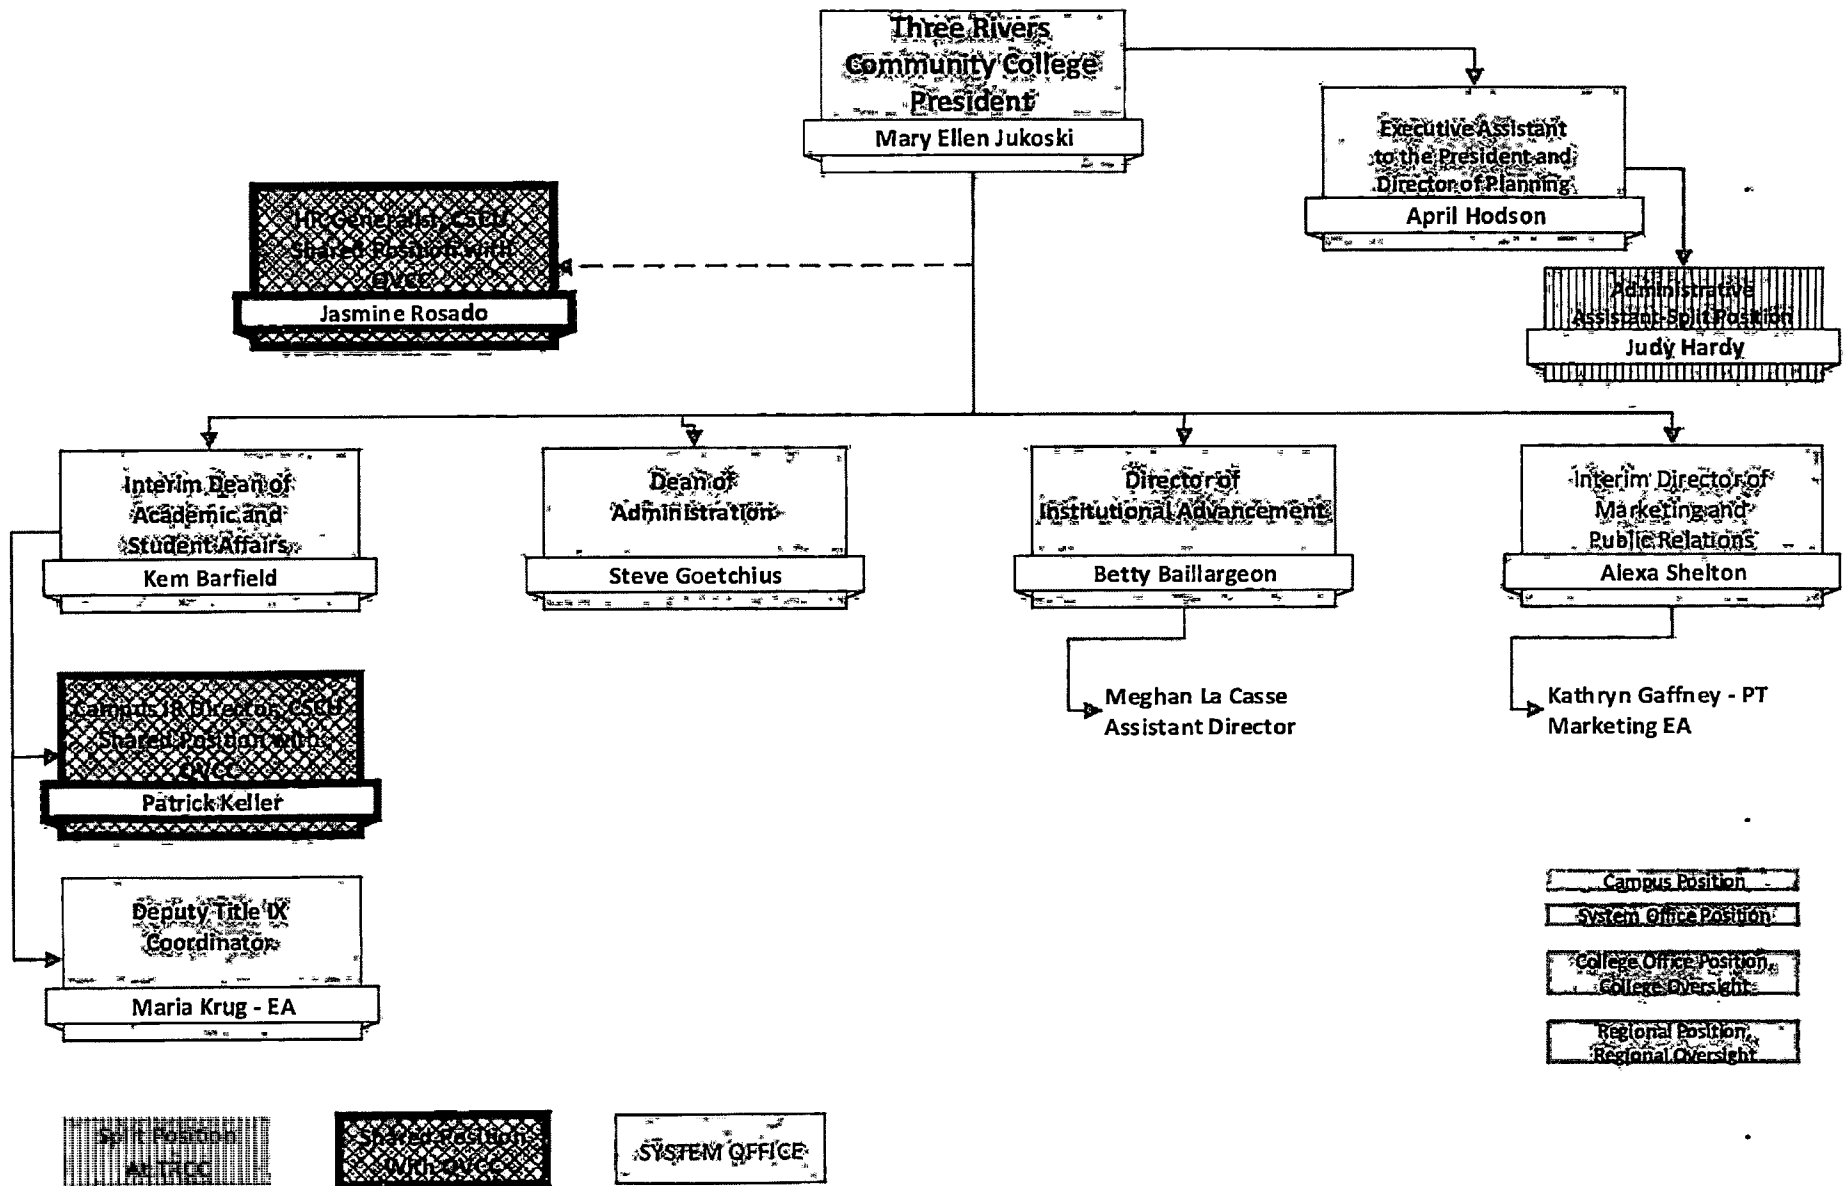 Three Rivers
Community College
President
Mary Ellen Jukoski
Executive Assistant
to the President and
Director of Planning
April Hodson
HR Generalist, CSCU
Shared Position with
QVCC
Jasmine Rosado
Administrative
Assistant-Split Position
Judy Hardy
Interim Dean of
Academic and
Student Affairs
Kem Barfield
Dean of
Administration
Steve Goetchius
Director of
Institutional Advancement
Betty Baillargeon
Interim Director of
Marketing and
Public Relations
Alexa Shelton
Meghan La Casse
Assistant Director
Kathryn Gaffney - PT
Marketing EA
Campus IR Director, CSCU
Shared Position with
QVCC
Patrick Keller
Deputy Title IX
Coordinator
Maria Krug - EA
Campus Position
System Office Position
College Office Position,
College Oversight
Regional Position,
Regional Oversight
Split Position
At TRCC
Shared Position
With QVCC
SYSTEM OFFICE